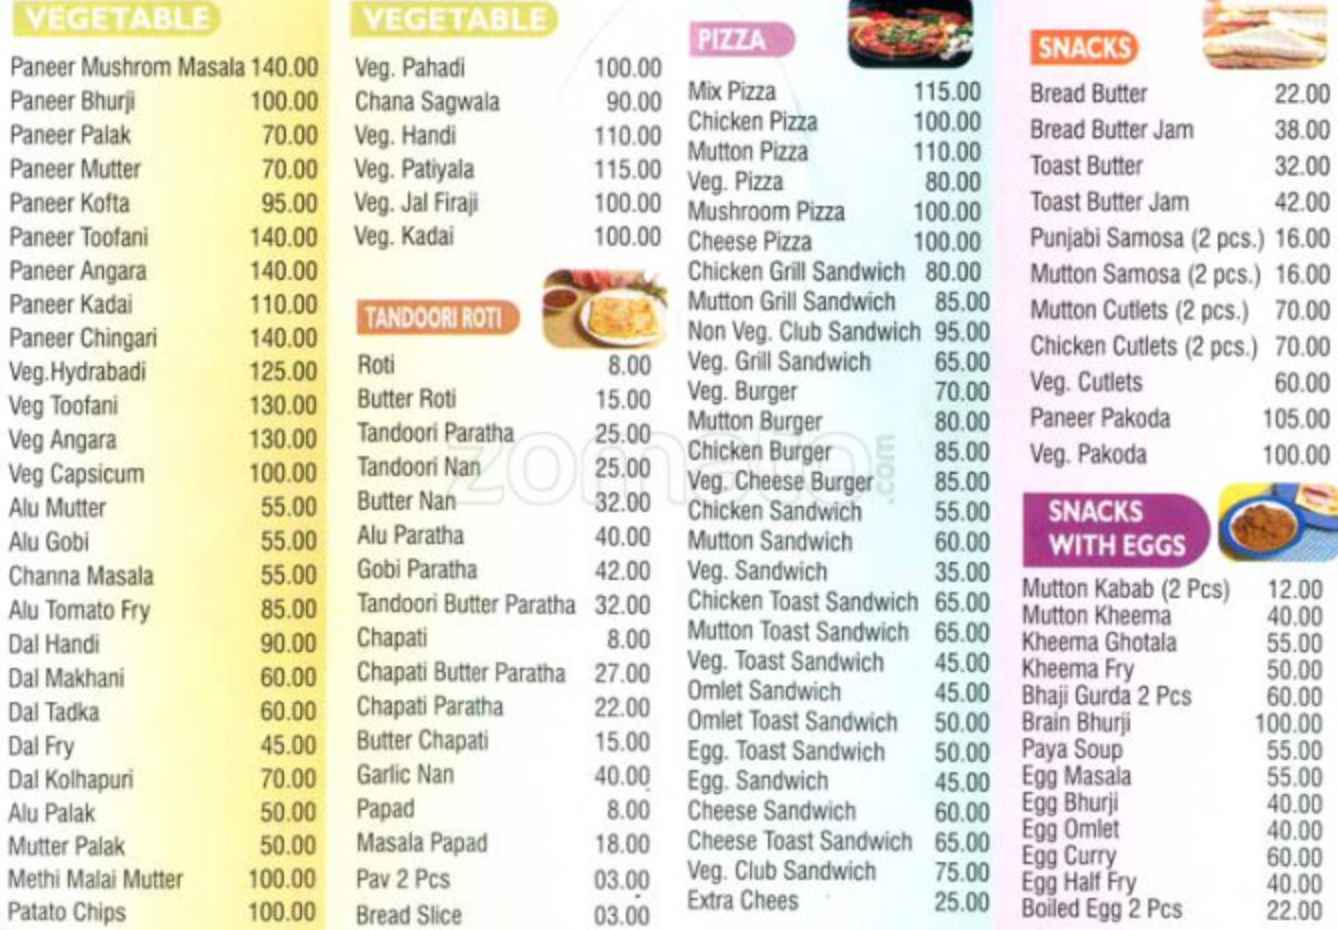 VEGETABLE
Paneer Mushrom Masala 140.00
Paneer Bhurji 100.00
Paneer Palak 70.00
Paneer Mutter 70.00
Paneer Kofta 95.00
Paneer Toofani 140.00
Paneer Angara 140.00
Paneer Kadai 110.00
Paneer Chingari 140.00
Veg.Hydrabadi 125.00
Veg Toofani 130.00
Veg Angara 130.00
Veg Capsicum 100.00
Alu Mutter 55.00
Alu Gobi 55.00
Channa Masala 55.00
Alu Tomato Fry 85.00
Dal Handi 90.00
Dal Makhani 60.00
Dal Tadka 60.00
Dal Fry 45.00
Dal Kolhapuri 70.00
Alu Palak 50.00
Mutter Palak 50.00
Methi Malai Mutter 100.00
Patato Chips 100.00
VEGETABLE
Veg. Pahadi 100.00
Chana Sagwala 90.00
Veg. Handi 110.00
Veg. Patiyala 115.00
Veg. Jal Firaji 100.00
Veg. Kadai 100.00
TANDOORI ROTI
Roti 8.00
Butter Roti 15.00
Tandoori Paratha 25.00
Tandoori Nan 25.00
Butter Nan 32.00
Alu Paratha 40.00
Gobi Paratha 42.00
Tandoori Butter Paratha 32.00
Chapati 8.00
Chapati Butter Paratha 27.00
Chapati Paratha 22.00
Butter Chapati 15.00
Garlic Nan 40.00
Papad 8.00
Masala Papad 18.00
Pav 2 Pcs 03.00
Bread Slice 03.00
PIZZA
Mix Pizza 115.00
Chicken Pizza 100.00
Mutton Pizza 110.00
Veg. Pizza 80.00
Mushroom Pizza 100.00
Cheese Pizza 100.00
Chicken Grill Sandwich 80.00
Mutton Grill Sandwich 85.00
Non Veg. Club Sandwich 95.00
Veg. Grill Sandwich 65.00
Veg. Burger 70.00
Mutton Burger 80.00
Chicken Burger 85.00
Veg. Cheese Burger 85.00
Chicken Sandwich 55.00
Mutton Sandwich 60.00
Veg. Sandwich 35.00
Chicken Toast Sandwich 65.00
Mutton Toast Sandwich 65.00
Veg. Toast Sandwich 45.00
Omlet Sandwich 45.00
Omlet Toast Sandwich 50.00
Egg. Toast Sandwich 50.00
Egg. Sandwich 45.00
Cheese Sandwich 60.00
Cheese Toast Sandwich 65.00
Veg. Club Sandwich 75.00
Extra Chees 25.00
SNACKS
Bread Butter 22.00
Bread Butter Jam 38.00
Toast Butter 32.00
Toast Butter Jam 42.00
Punjabi Samosa (2 pcs.) 16.00
Mutton Samosa (2 pcs.) 16.00
Mutton Cutlets (2 pcs.) 70.00
Chicken Cutlets (2 pcs.) 70.00
Veg. Cutlets 60.00
Paneer Pakoda 105.00
Veg. Pakoda 100.00
SNACKS
WITH EGGS
Mutton Kabab (2 Pcs) 12.00
Mutton Kheema 40.00
Kheema Ghotala 55.00
Kheema Fry 50.00
Bhaji Gurda 2 Pcs 60.00
Brain Bhurji 100.00
Paya Soup 55.00
Egg Masala 55.00
Egg Bhurji 40.00
Egg Omlet 40.00
Egg Curry 60.00
Egg Half Fry 40.00
Boiled Egg 2 Pcs 22.00
zomato.com